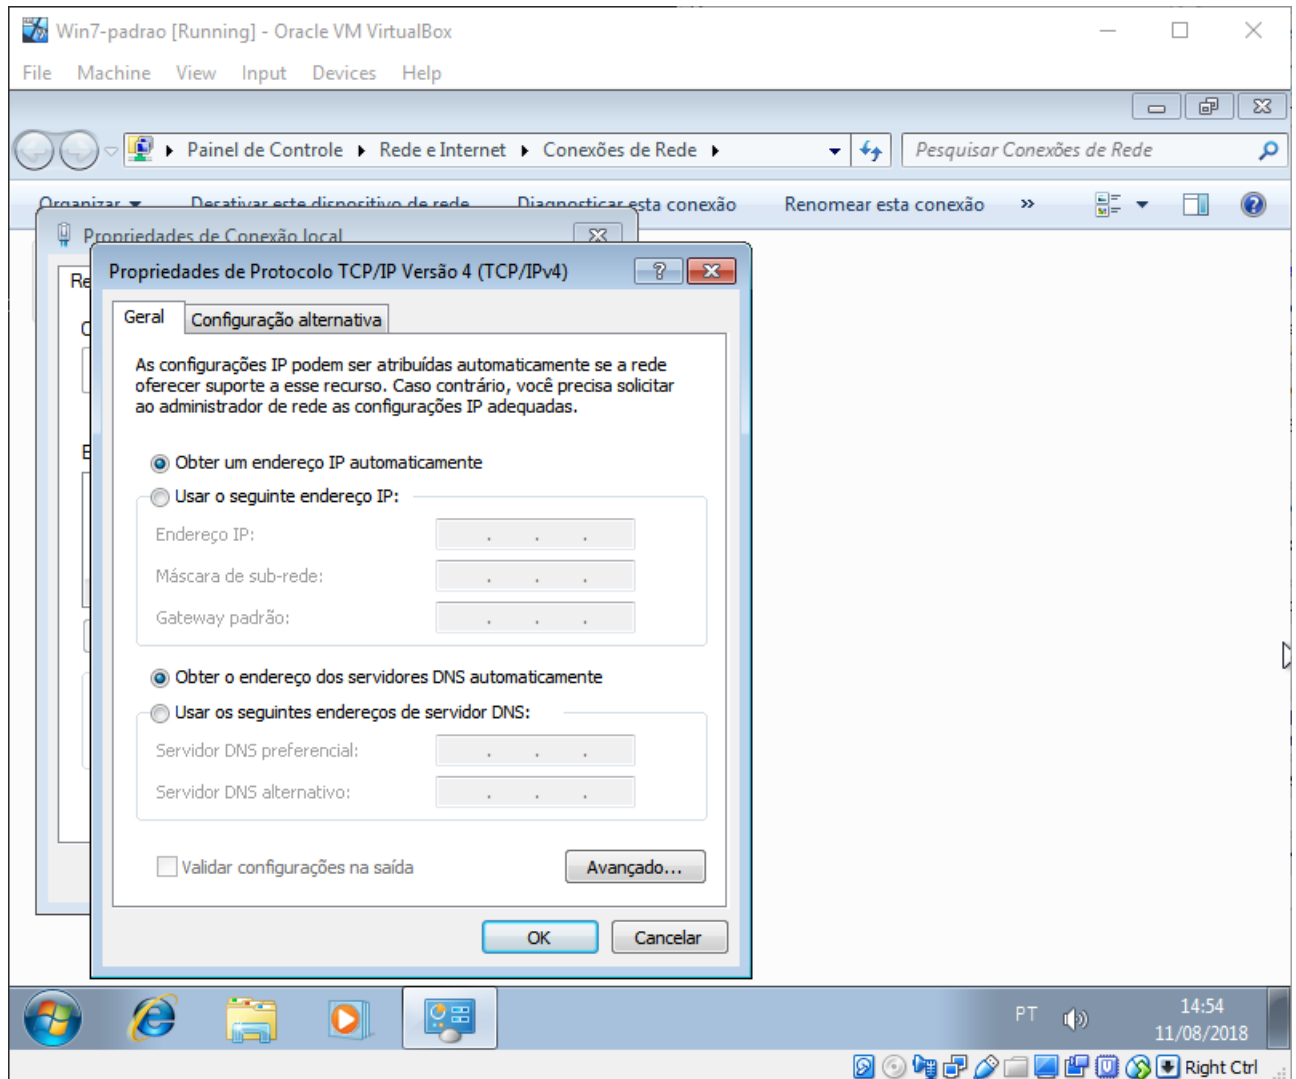 Win7-padrao [Running] - Oracle VM VirtualBox
File Machine View Input Devices Help
Painel de Controle Rede e Internet Conexões de Rede
Pesquisar Conexões de Rede
Organizar Desativar este dispositivo de rede Diagnosticar esta conexão Renomear esta conexão »
Propriedades de Conexão local
Propriedades de Protocolo TCP/IP Versão 4 (TCP/IPv4)
Geral Configuração alternativa
As configurações IP podem ser atribuídas automaticamente se a rede
oferecer suporte a esse recurso. Caso contrário, você precisa solicitar
ao administrador de rede as configurações IP adequadas.
Obter um endereço IP automaticamente
Usar o seguinte endereço IP:
Endereço IP: . . .
Máscara de sub-rede: . . .
Gateway padrão: . . .
Obter o endereço dos servidores DNS automaticamente
Usar os seguintes endereços de servidor DNS:
Servidor DNS preferencial: . . .
Servidor DNS alternativo: . . .
Validar configurações na saída
Avançado...
OK Cancelar
PT
14:54
11/08/2018
Right Ctrl